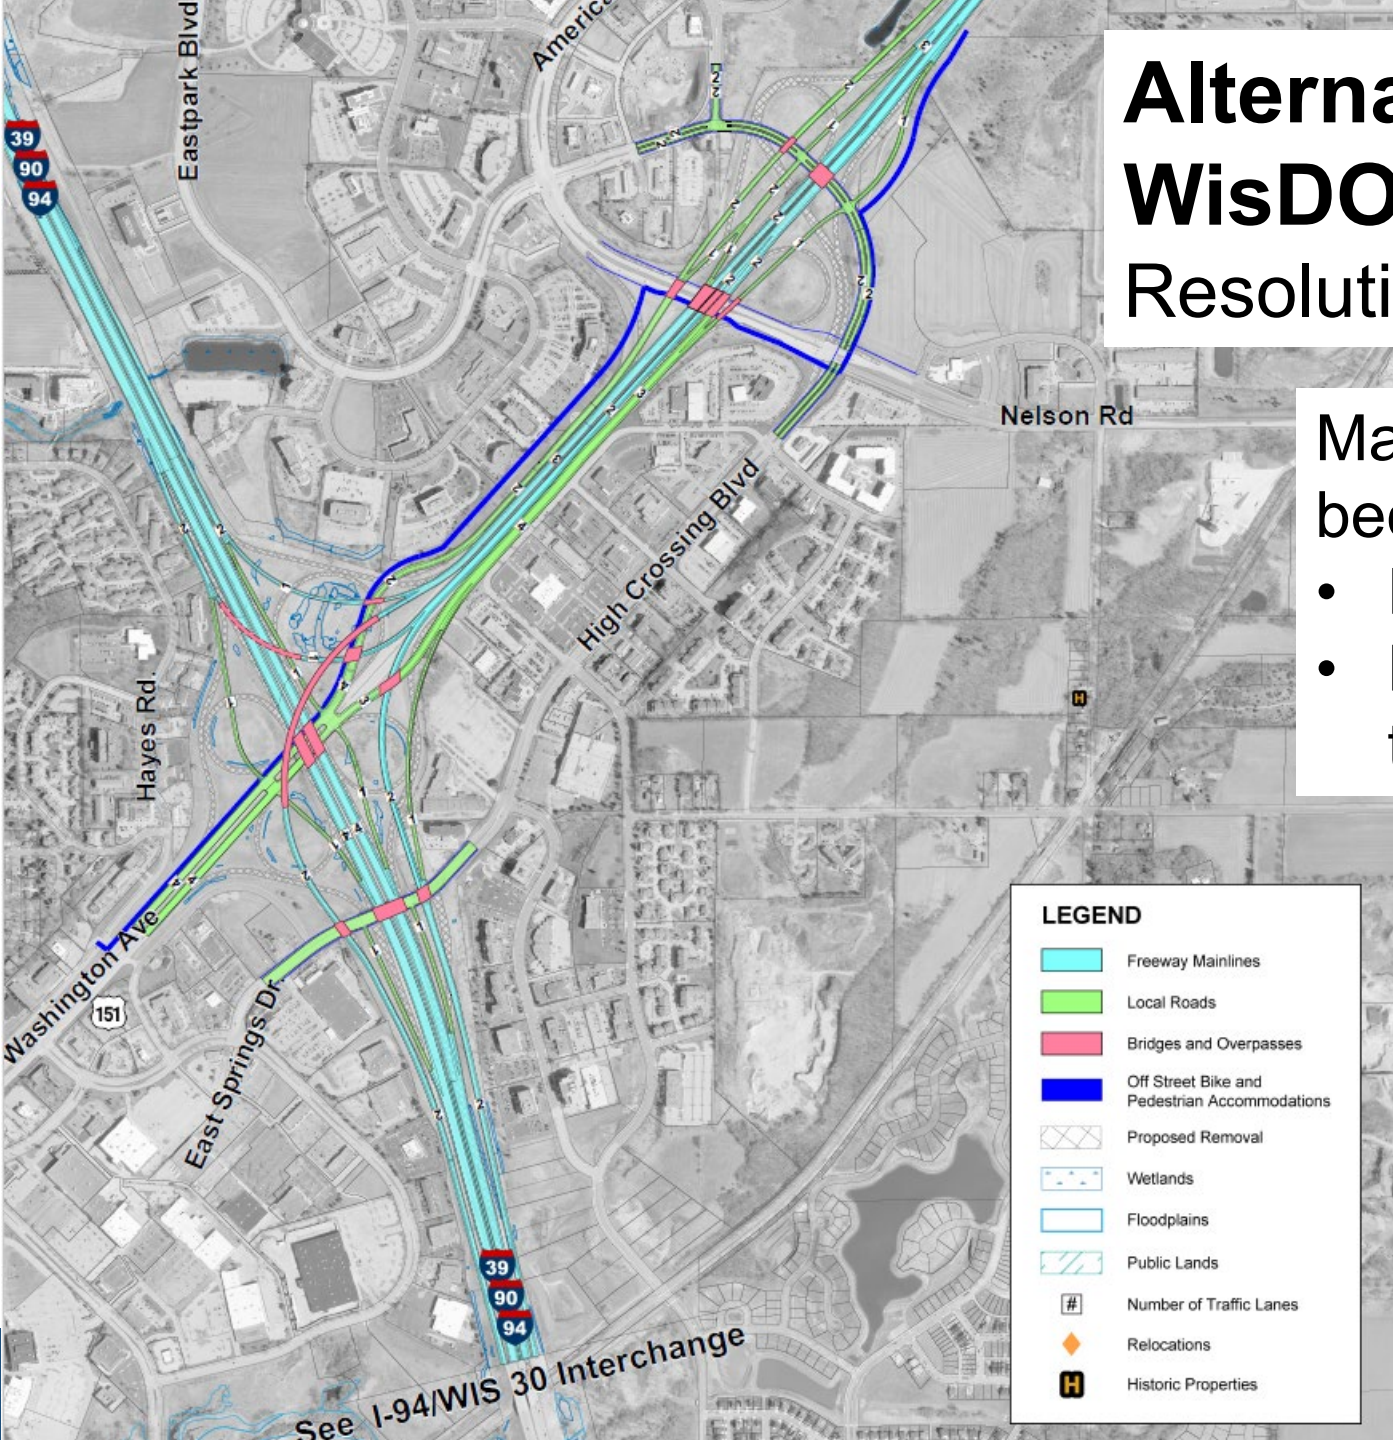 Eastpark Blvd
America
Alterna
WisDO
Resoluti
39
90
94
Nelson Rd
Ma
bec
High Crossing Blvd
Hayes Rd.
H
Washington Ave
151
East Springs Dr.
LEGEND
Freeway Mainlines
Local Roads
Bridges and Overpasses
Off Street Bike and
Pedestrian Accommodations
Proposed Removal
Wetlands
Floodplains
Public Lands
# Number of Traffic Lanes
Relocations
H Historic Properties
39
90
94
See I-94/WIS 30 Interchange